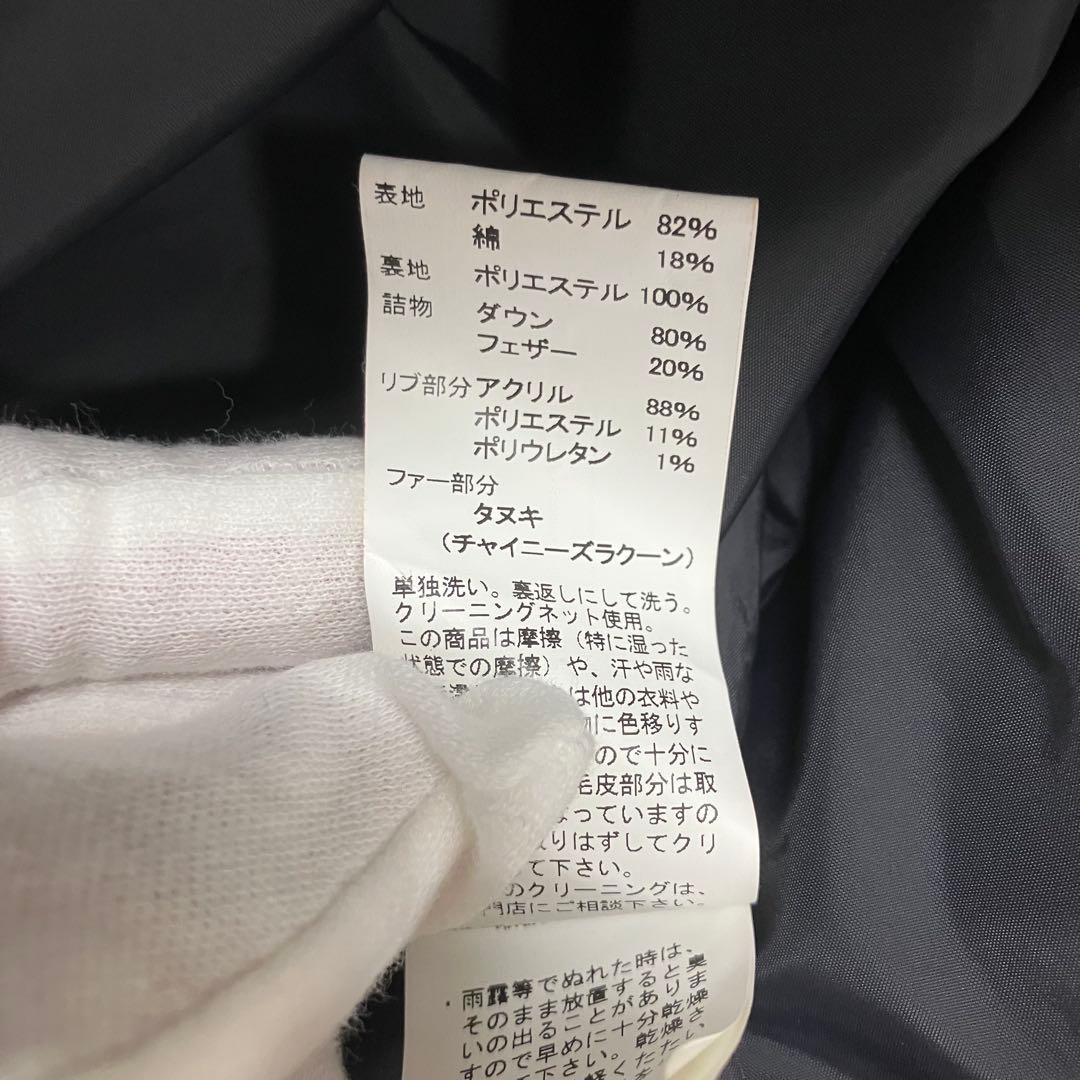 表地 ポリエステル 82%
綿 18%
裏地 ポリエステル 100%
詰物 ダウン 80%
フェザー 20%
リブ部分 アクリル 88%
ポリエステル 11%
ポリウレタン 1%
ファー部分
タヌキ
(チャイニーズラクーン)
単独洗い。裏返しにして洗う。
クリーニングネット使用。
この商品は摩擦(特に湿った
状態での摩擦)や、汗や雨な
は他の衣料や
に色移りす
ので十分に
毛皮部分は取
なっていますの
りはずしてクリ
て下さい。
のクリーニングは、
門店にご相談下さい。
・雨露等でぬれた時は、
そのまま放置すると臭
いの出ることがありま
すので早めに十分乾燥さ
て下さい。